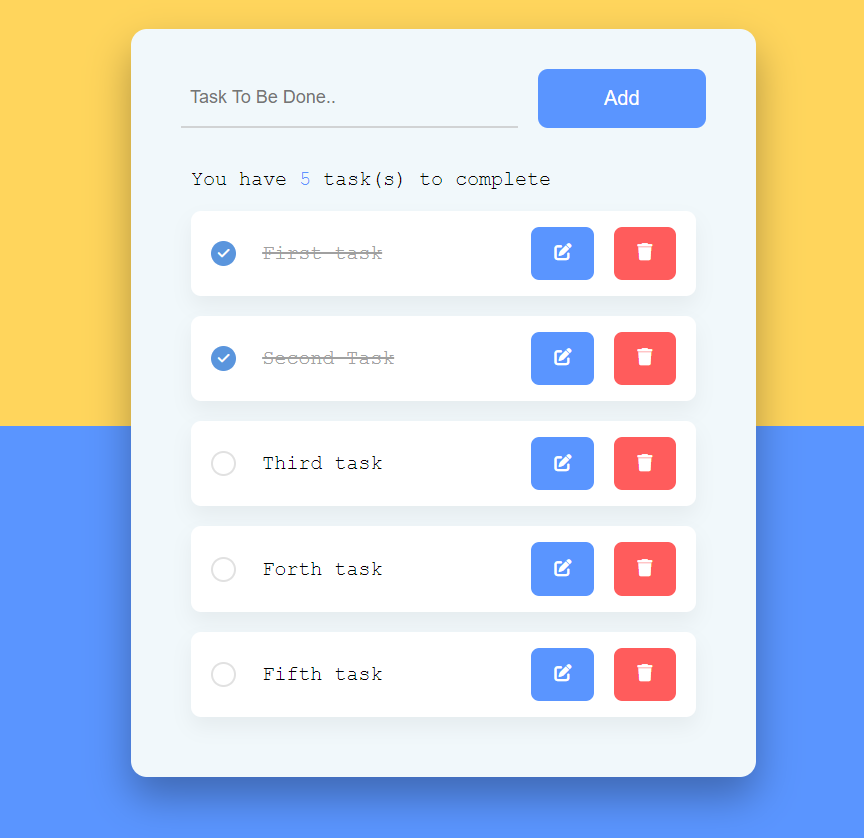 Task To Be Done..
Add
You have 5 task(s) to complete
First task
Second Task
Third task
Forth task
Fifth task